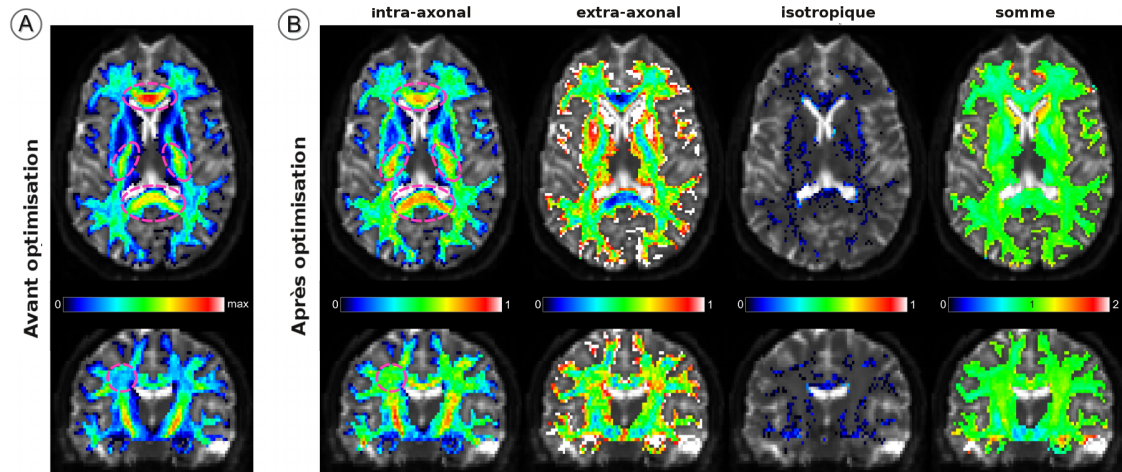 A
B
intra-axonal
extra-axonal
isotropique
somme
Avant optimisation
Après optimisation
0 max
0 1
0 1
0 1
0 1 2